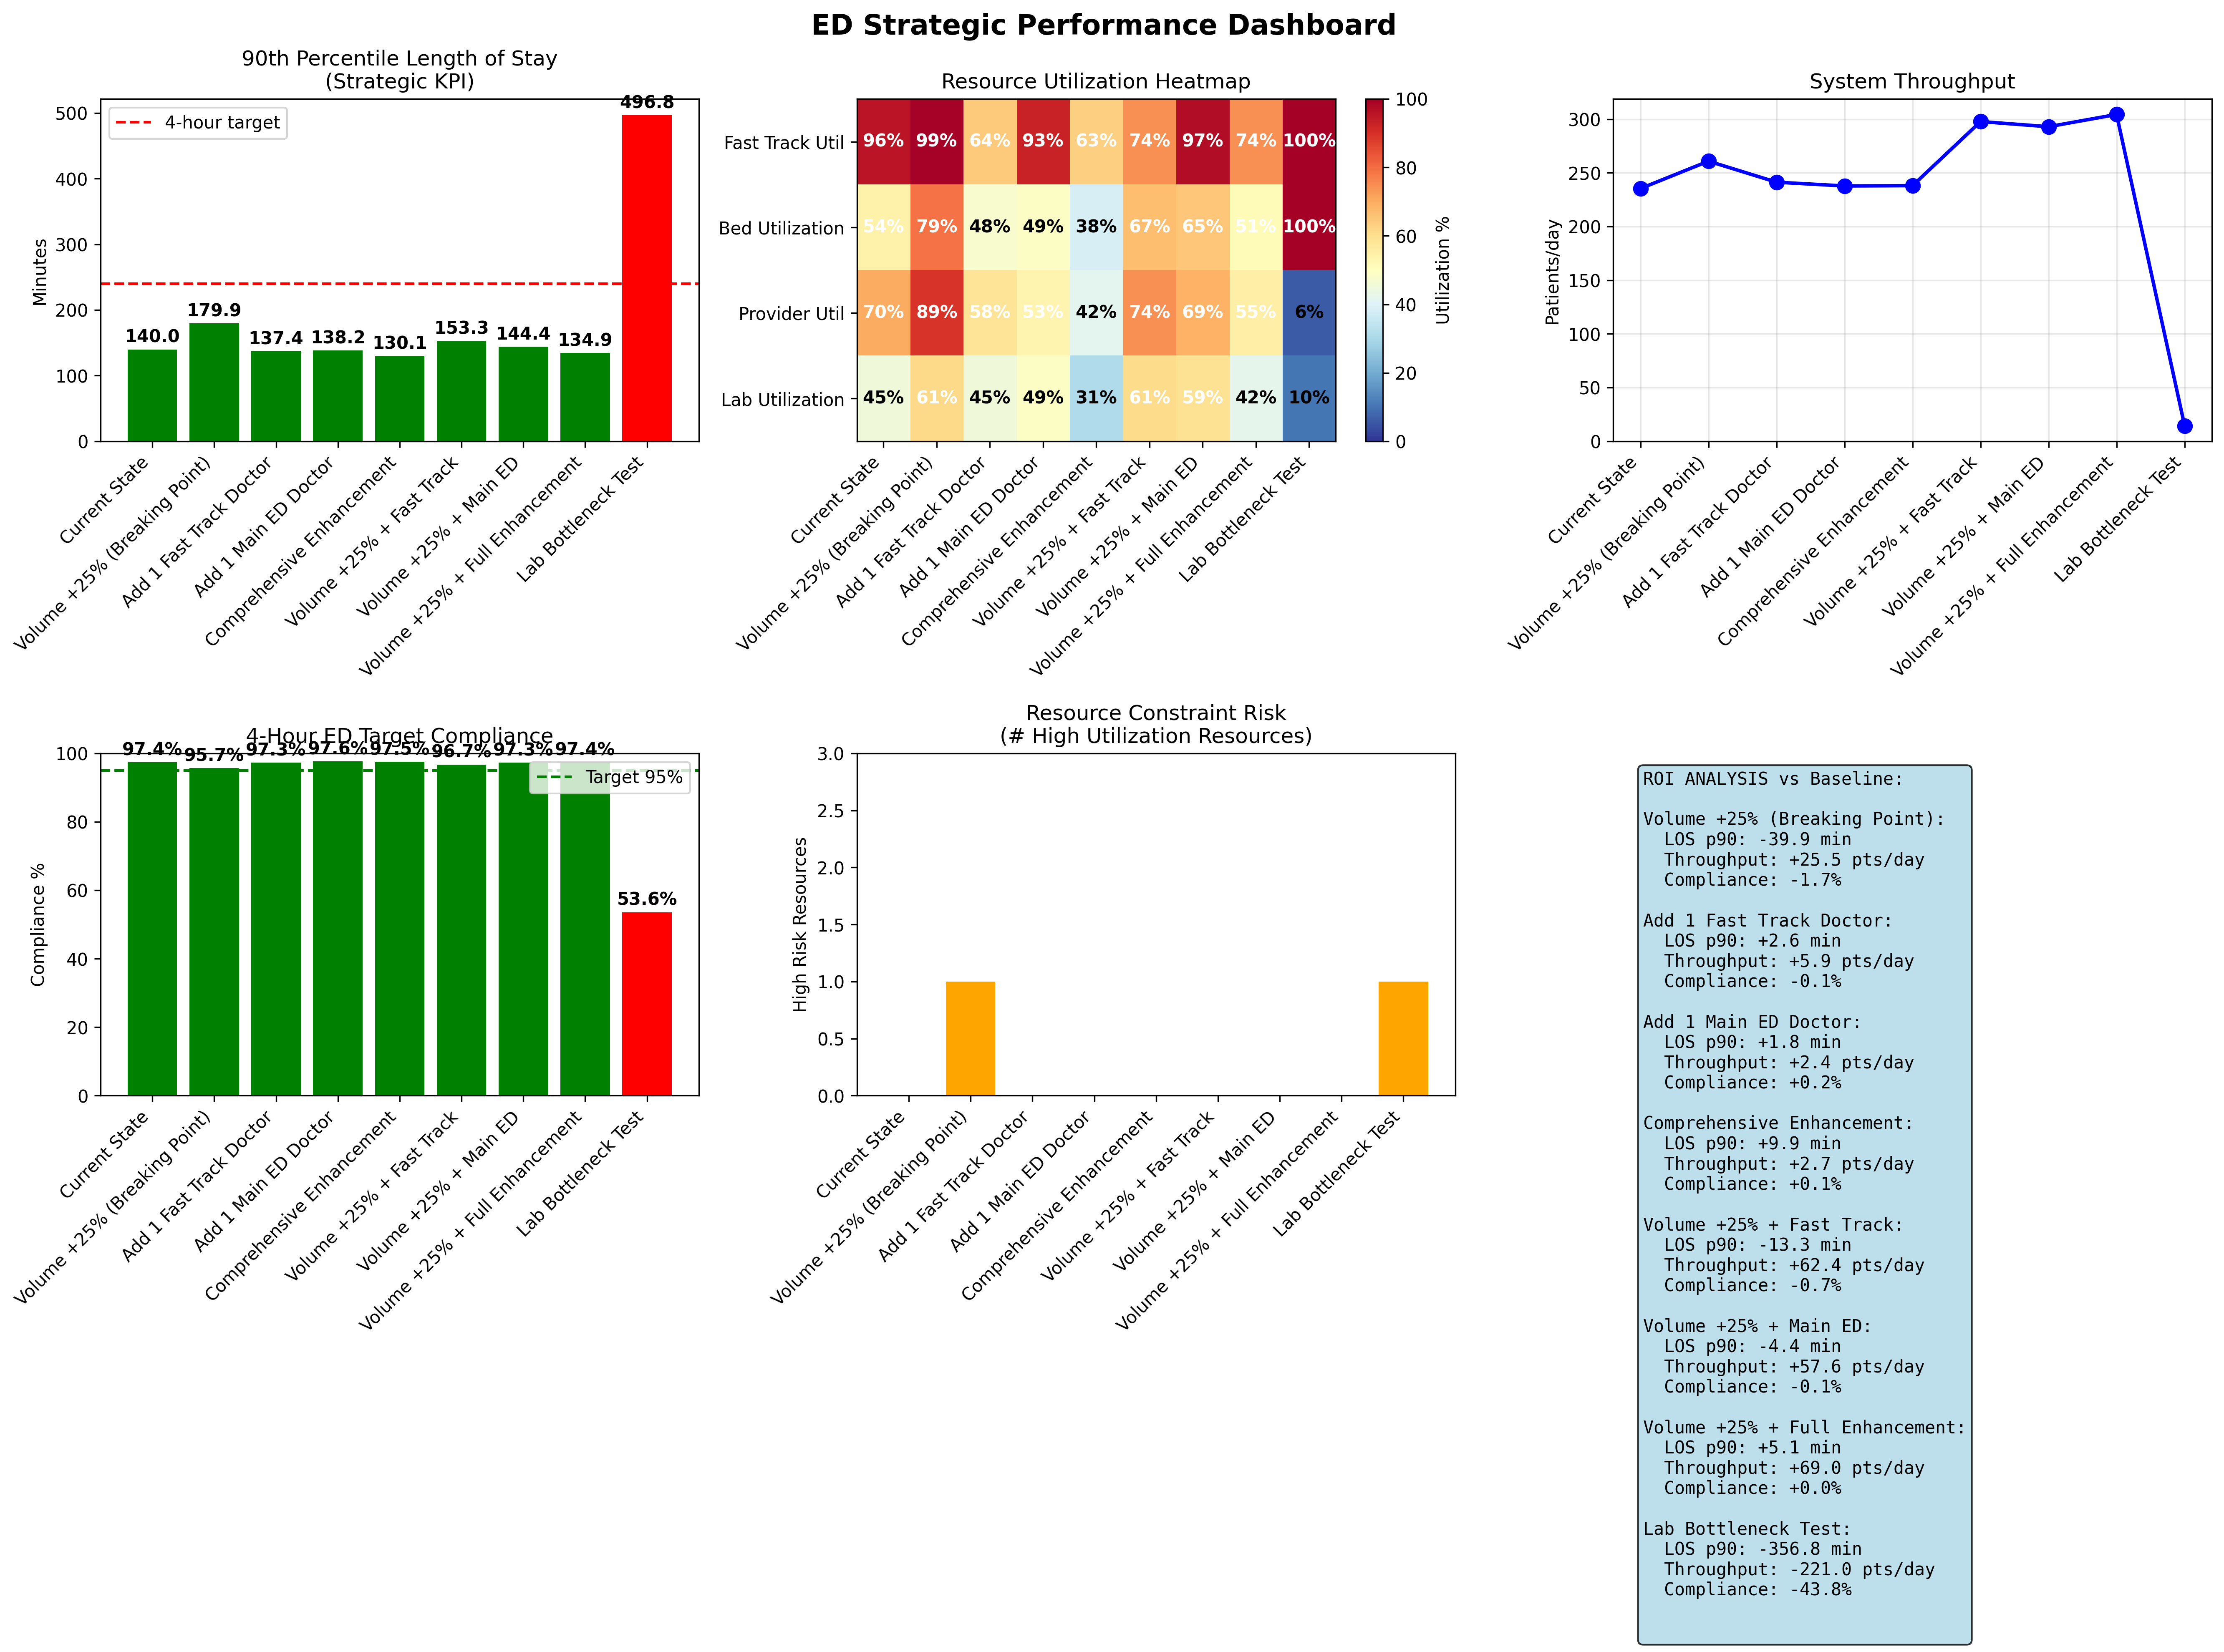 ED Strategic Performance Dashboard
90th Percentile Length of Stay
(Strategic KPI)
4-hour target
Minutes
500
400
300
200
100
0
140.0
179.9
137.4
138.2
130.1
153.3
144.4
134.9
496.8
Current State
Volume +25% (Breaking Point)
Add 1 Fast Track Doctor
Add 1 Main ED Doctor
Comprehensive Enhancement
Volume +25% + Fast Track
Volume +25% + Main ED
Volume +25% + Full Enhancement
Lab Bottleneck Test
Resource Utilization Heatmap
Fast Track Util 96% 99% 64% 93% 63% 74% 97% 74% 100%
Bed Utilization 54% 79% 48% 49% 38% 67% 65% 51% 100%
Provider Util 70% 89% 58% 53% 42% 74% 69% 55% 6%
Lab Utilization 45% 61% 45% 49% 31% 61% 59% 42% 10%
Current State
Volume +25% (Breaking Point)
Add 1 Fast Track Doctor
Add 1 Main ED Doctor
Comprehensive Enhancement
Volume +25% + Fast Track
Volume +25% + Main ED
Volume +25% + Full Enhancement
Lab Bottleneck Test
100
80
60
40
20
0
Utilization %
System Throughput
Patients/day
300
250
200
150
100
50
0
Current State
Volume +25% (Breaking Point)
Add 1 Fast Track Doctor
Add 1 Main ED Doctor
Comprehensive Enhancement
Volume +25% + Fast Track
Volume +25% + Main ED
Volume +25% + Full Enhancement
Lab Bottleneck Test
4-Hour ED Target Compliance
Target 95%
Compliance %
100
80
60
40
20
0
97.4%
95.7%
97.3%
97.6%
97.5%
96.7%
97.3%
97.4%
53.6%
Current State
Volume +25% (Breaking Point)
Add 1 Fast Track Doctor
Add 1 Main ED Doctor
Comprehensive Enhancement
Volume +25% + Fast Track
Volume +25% + Main ED
Volume +25% + Full Enhancement
Lab Bottleneck Test
Resource Constraint Risk
(# High Utilization Resources)
High Risk Resources
3.0
2.5
2.0
1.5
1.0
0.5
0.0
Current State
Volume +25% (Breaking Point)
Add 1 Fast Track Doctor
Add 1 Main ED Doctor
Comprehensive Enhancement
Volume +25% + Fast Track
Volume +25% + Main ED
Volume +25% + Full Enhancement
Lab Bottleneck Test
ROI ANALYSIS vs Baseline:
Volume +25% (Breaking Point):
LOS p90: -39.9 min
Throughput: +25.5 pts/day
Compliance: -1.7%
Add 1 Fast Track Doctor:
LOS p90: +2.6 min
Throughput: +5.9 pts/day
Compliance: -0.1%
Add 1 Main ED Doctor:
LOS p90: +1.8 min
Throughput: +2.4 pts/day
Compliance: +0.2%
Comprehensive Enhancement:
LOS p90: +9.9 min
Throughput: +2.7 pts/day
Compliance: +0.1%
Volume +25% + Fast Track:
LOS p90: -13.3 min
Throughput: +62.4 pts/day
Compliance: -0.7%
Volume +25% + Main ED:
LOS p90: -4.4 min
Throughput: +57.6 pts/day
Compliance: -0.1%
Volume +25% + Full Enhancement:
LOS p90: +5.1 min
Throughput: +69.0 pts/day
Compliance: +0.0%
Lab Bottleneck Test:
LOS p90: -356.8 min
Throughput: -221.0 pts/day
Compliance: -43.8%